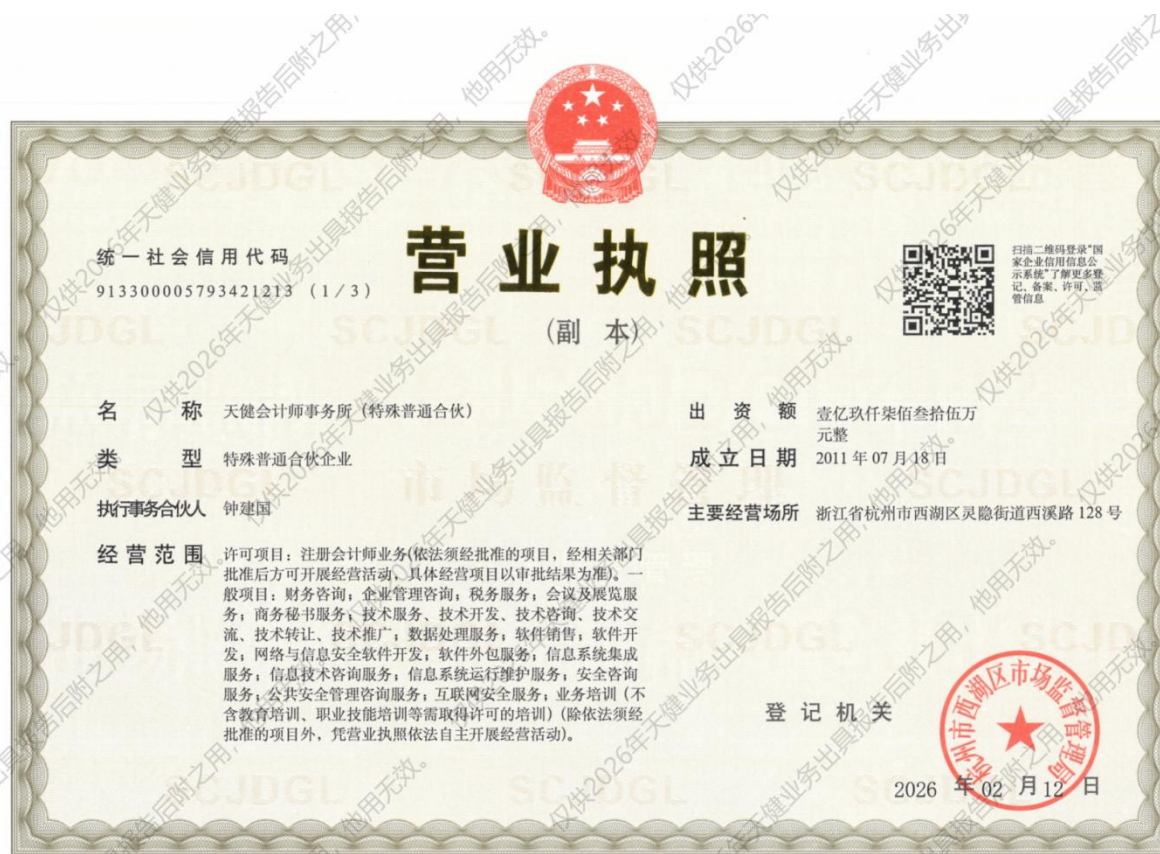 营业执照
(副 本)
统一社会信用代码
913300005793421213 (1/3)
扫描二维码登录“国
家企业信用信息公
示系统”了解更多登
记、备案、许可、监
管信息
名 称 天健会计师事务所(特殊普通合伙)
类 型 特殊普通合伙企业
执行事务合伙人 钟建国
经营范围 许可项目:注册会计师业务(依法须经批准的项目,经相关部门
批准后方可开展经营活动,具体经营项目以审批结果为准)。一
般项目:财务咨询;企业管理咨询;税务服务;会议及展览服
务;商务秘书服务;技术服务、技术开发、技术咨询、技术交
流、技术转让、技术推广;数据处理服务;软件销售;软件开
发;网络与信息安全软件开发;软件外包服务;信息系统集成
服务;信息技术咨询服务;信息系统运行维护服务;安全咨询
服务;公共安全管理咨询服务;互联网安全服务;业务培训(不
含教育培训、职业技能培训等需取得许可的培训)(除依法须经
批准的项目外,凭营业执照依法自主开展经营活动)。
出 资 额 壹亿玖仟柒佰叁拾伍万
元整
成立日期 2011年07月18日
主要经营场所 浙江省杭州市西湖区灵隐街道西溪路128号
登记机关
杭州市西湖区市场监督管理局
2026 年 02 月 12 日
仅供2026年天健业务出具报告后附之用,他用无效。
SCJDGL
市场监督管理